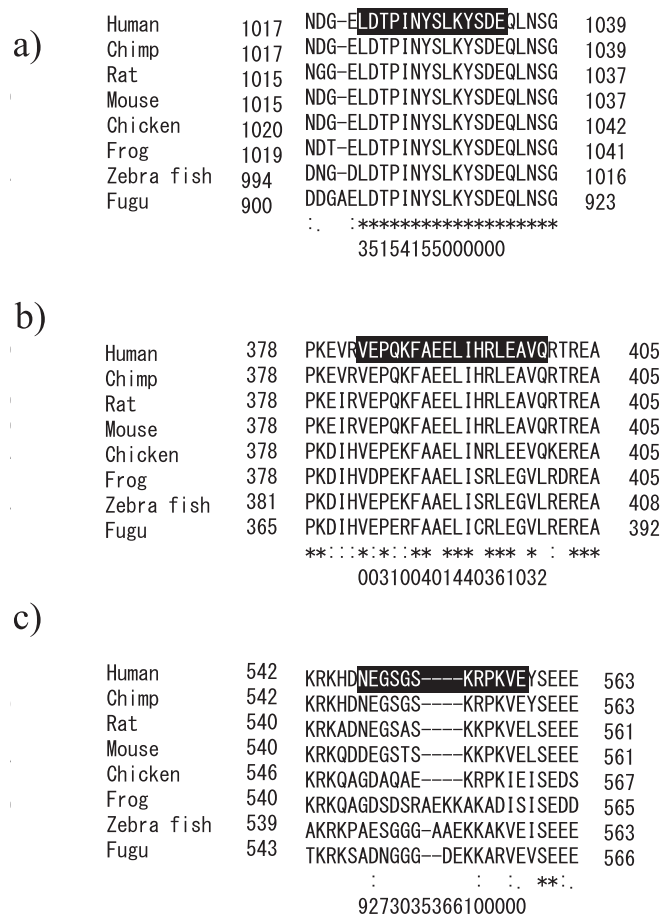 a)
Human 1017 NDG-ELDTPINYSLKYSDEQLNSG 1039
Chimp 1017 NDG-ELDTPINYSLKYSDEQLNSG 1039
Rat 1015 NGG-ELDTPINYSLKYSDEQLNSG 1037
Mouse 1015 NDG-ELDTPINYSLKYSDEQLNSG 1037
Chicken 1020 NDG-ELDTPINYSLKYSDEQLNSG 1042
Frog 1019 NDT-ELDTPINYSLKYSDEQLNSG 1041
Zebra fish 994 DNG-DLDTPINYSLKYSDEQLNSG 1016
Fugu 900 DDGAELDTPINYSLKYSDEQLNSG 923
:.  :*******************
35154155000000
b)
Human 378 PKEVRVEPQKFAEELIHRLEAVQRTREA 405
Chimp 378 PKEVRVEPQKFAEELIHRLEAVQRTREA 405
Rat 378 PKEIRVEPQKFAEELIHRLEAVQRTREA 405
Mouse 378 PKEIRVEPQKFAEELIHRLEAVQRTREA 405
Chicken 378 PKDIHVEPEKFAAELINRLEEVQKEREA 405
Frog 378 PKDIHVDPEKFAAELISRLEGVLRDREA 405
Zebra fish 381 PKDIHVEPEKFAAELISRLEGVLREREA 408
Fugu 365 PKDIHVEPERFAAELICRLEGVLREREA 392
**:::*:*::** *** *** * : ***
003100401440361032
c)
Human 542 KRKHDNEGSGS----KRPKVEYSEEE 563
Chimp 542 KRKHDNEGSGS----KRPKVEYSEEE 563
Rat 540 KRKADNEGSAS----KRPKVELSEEE 561
Mouse 540 KRKQDDEGSTS----KRPKVELSEEE 561
Chicken 546 KRKQAGDAQAE----KRPKIEISEDS 567
Frog 540 KRKQAGDSDSRAEKKAKADISISEDD 565
Zebra fish 539 AKRKPAESGGG-AAEKKAKVEISEEE 563
Fugu 543 TKRKSADNGGG--DEKKARVEVSEEE 566
: : :. **:.
9273035366100000